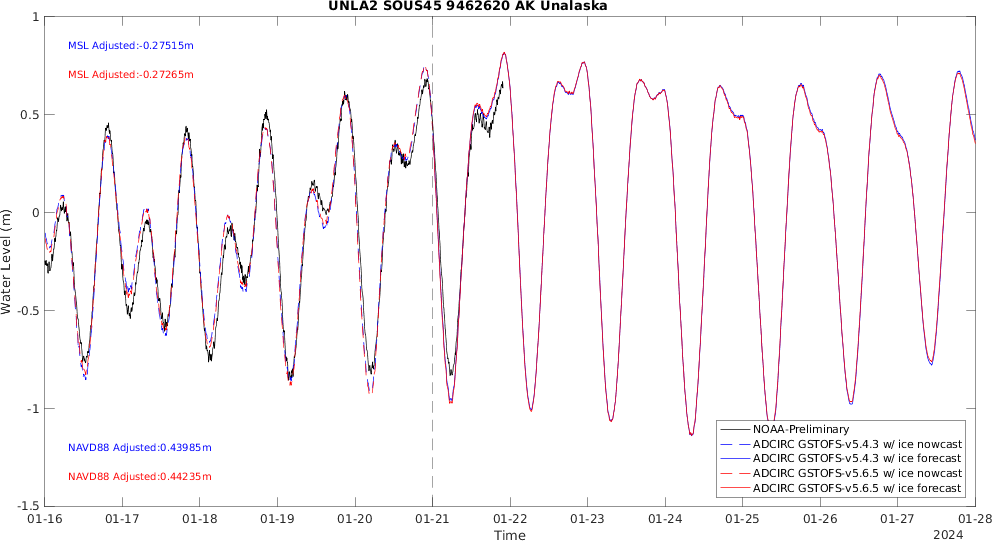 UNLA2 SOUS45 9462620 AK Unalaska
MSL Adjusted:-0.27515m
MSL Adjusted:-0.27265m
NAVD88 Adjusted:0.43985m
NAVD88 Adjusted:0.44235m
Water Level (m)
1
0.5
0
-0.5
-1
-1.5
NOAA-Preliminary
ADCIRC GSTOFS-v5.4.3 w/ ice nowcast
ADCIRC GSTOFS-v5.4.3 w/ ice forecast
ADCIRC GSTOFS-v5.6.5 w/ ice nowcast
ADCIRC GSTOFS-v5.6.5 w/ ice forecast
01-16 01-17 01-18 01-19 01-20 01-21 01-22 01-23 01-24 01-25 01-26 01-27 01-28
Time
2024